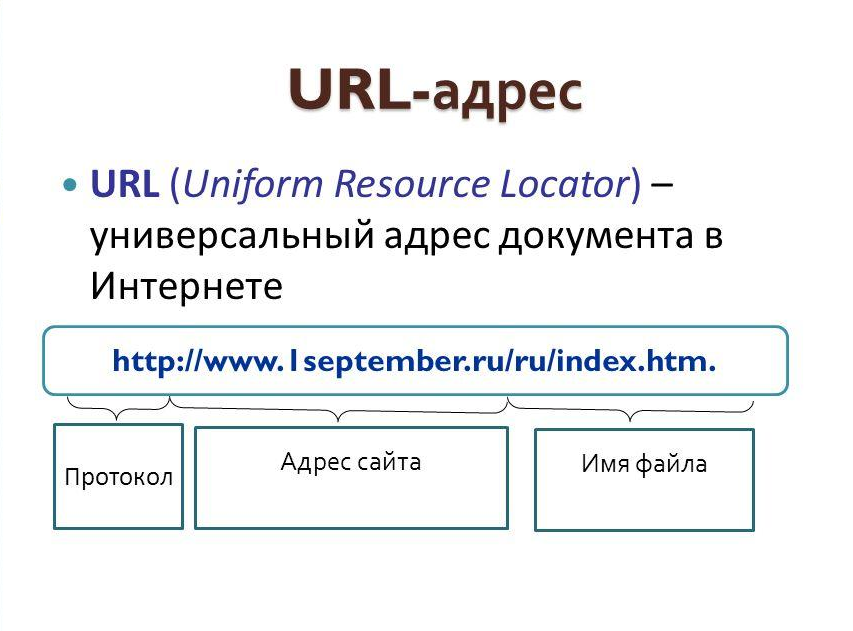 URL-адрес
• URL (Uniform Resource Locator) –
универсальный адрес документа в
Интернете
http://www.1september.ru/ru/index.htm.
Протокол
Адрес сайта
Имя файла